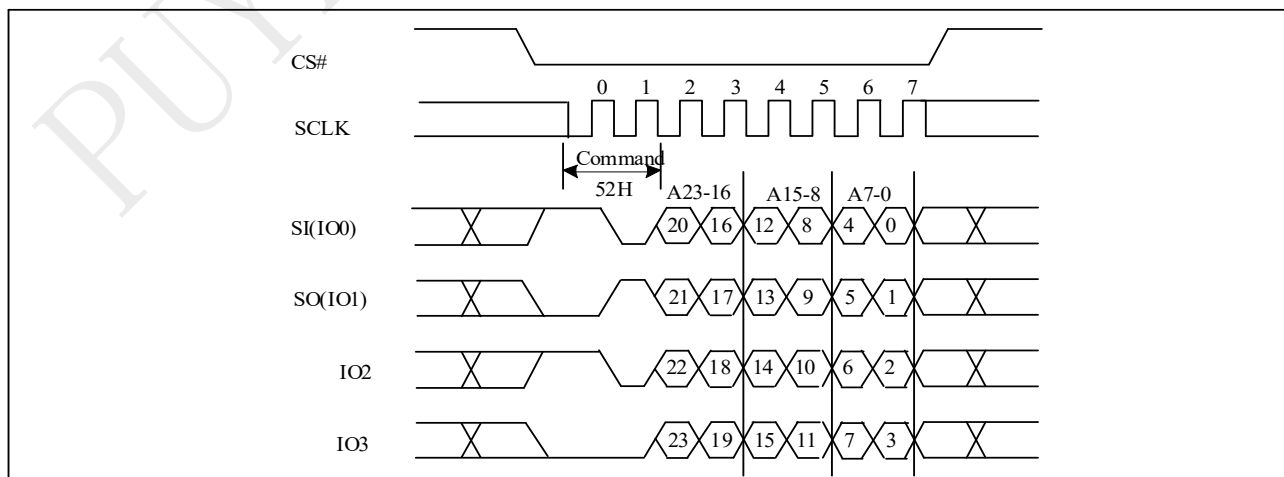 PUY
CS#
0 1 2 3 4 5 6 7
SCLK
Command
52H
A23-16 A15-8 A7-0
SI(IO0) 20 16 12 8 4 0
SO(IO1) 21 17 13 9 5 1
IO2 22 18 14 10 6 2
IO3 23 19 15 11 7 3